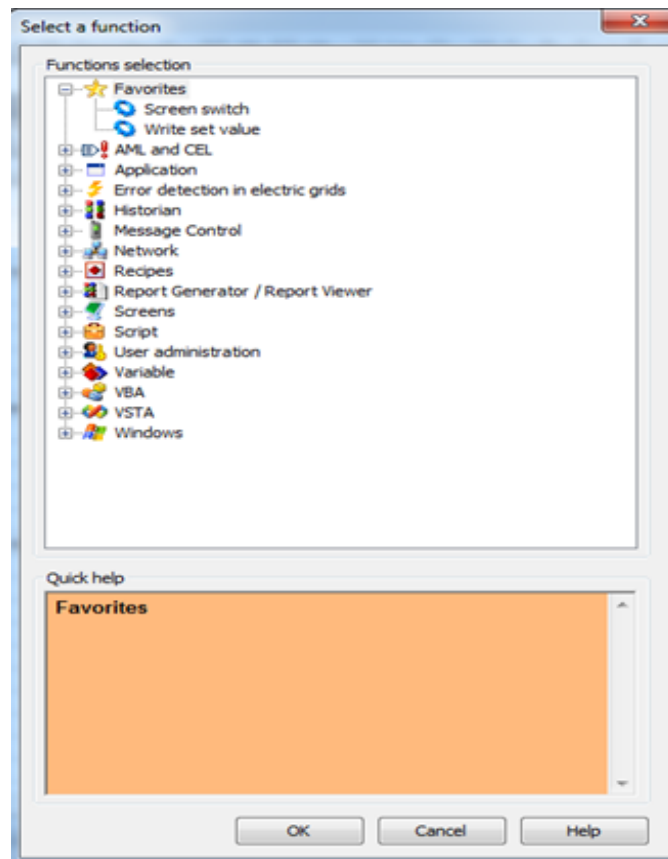 Select a function
Functions selection
Favorites
Screen switch
Write set value
AML and CEL
Application
Error detection in electric grids
Historian
Message Control
Network
Recipes
Report Generator / Report Viewer
Screens
Script
User administration
Variable
VBA
VSTA
Windows
Quick help
Favorites
OK Cancel Help